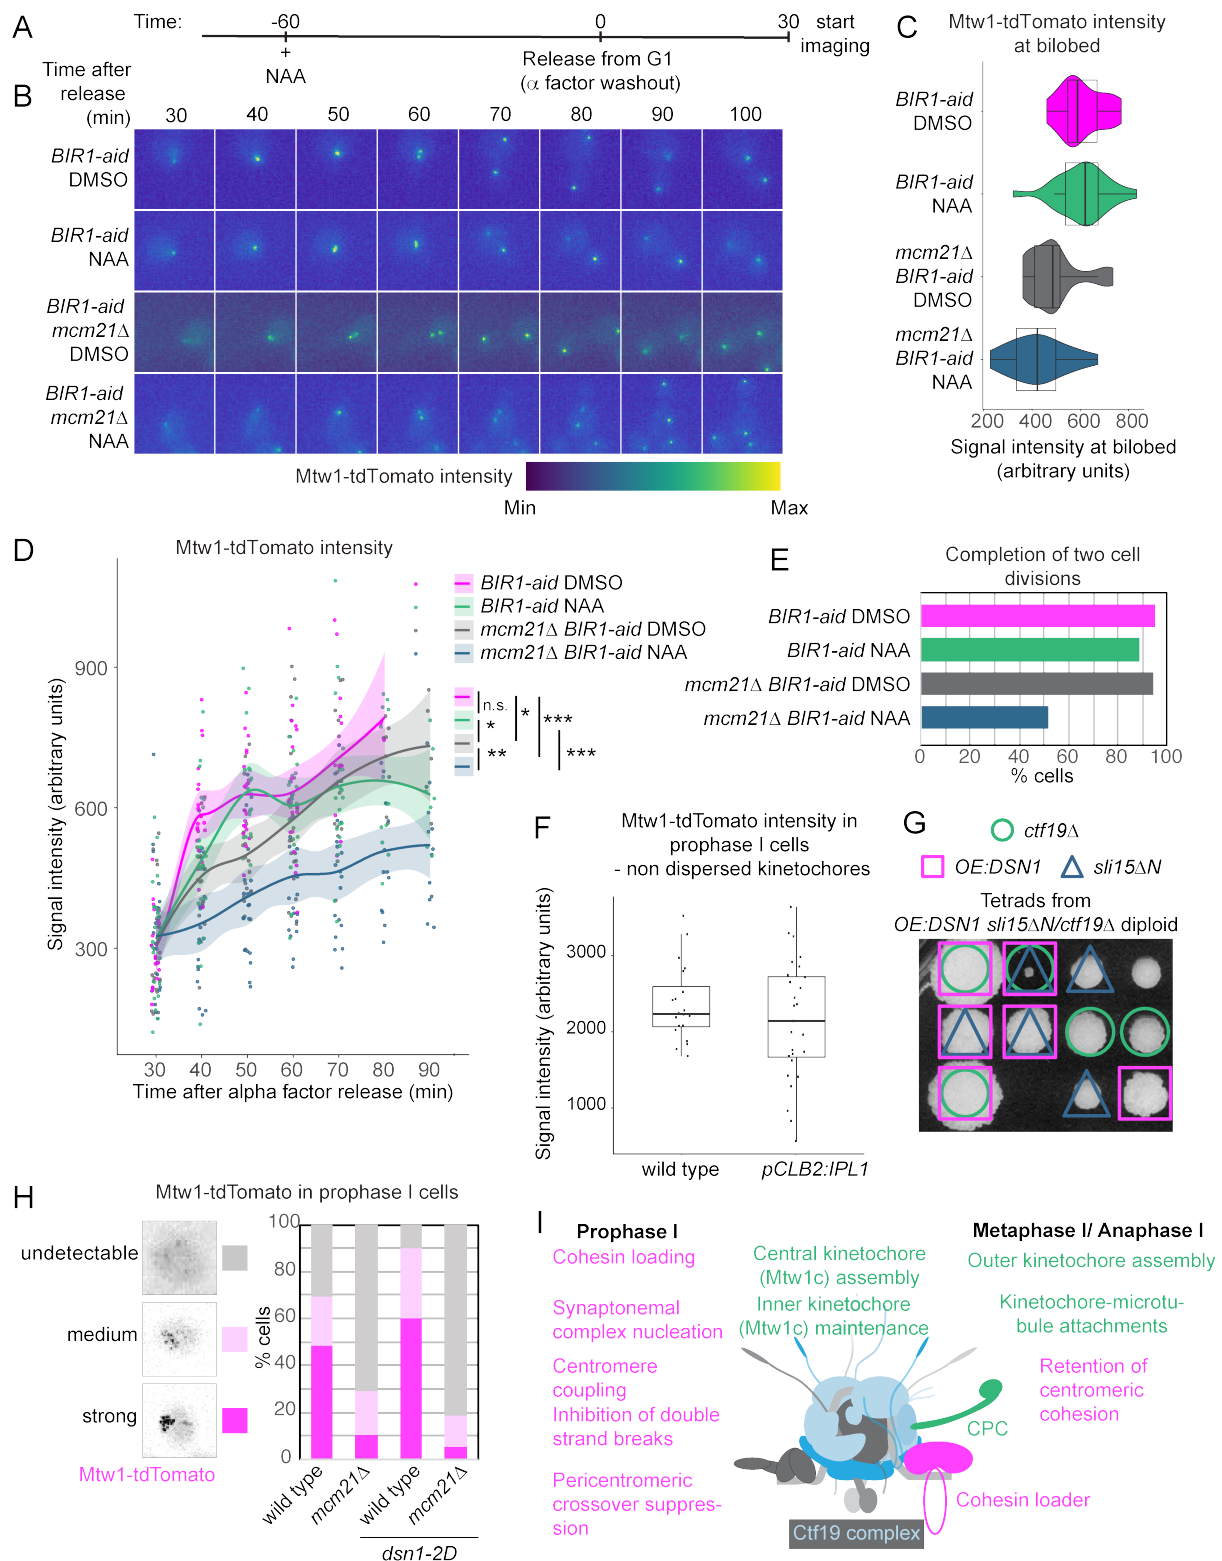 A
Time:
-60
0
30
start
imaging
+
NAA
Release from G1
(α factor washout)
B
Time after
release
(min)
30
40
50
60
70
80
90
100
BIR1-aid
DMSO
BIR1-aid
NAA
BIR1-aid
mcm21Δ
DMSO
BIR1-aid
mcm21Δ
NAA
Mtw1-tdTomato intensity
Min
Max
C
Mtw1-tdTomato intensity
at bilobed
BIR1-aid
DMSO
BIR1-aid
NAA
mcm21Δ
BIR1-aid
DMSO
mcm21Δ
BIR1-aid
NAA
200
400
600
800
Signal intensity at bilobed
(arbitrary units)
D
Mtw1-tdTomato intensity
BIR1-aid DMSO
BIR1-aid NAA
mcm21Δ BIR1-aid DMSO
mcm21Δ BIR1-aid NAA
n.s.
*
**
*
***
***
Signal intensity (arbitrary units)
900
600
300
30
40
50
60
70
80
90
Time after alpha factor release (min)
E
Completion of two cell
divisions
BIR1-aid DMSO
BIR1-aid NAA
mcm21Δ BIR1-aid DMSO
mcm21Δ BIR1-aid NAA
0
20
40
60
80
100
% cells
F
Mtw1-tdTomato intensity in
prophase I cells
- non dispersed kinetochores
Signal intensity (arbitrary units)
3000
2000
1000
wild type
pCLB2:IPL1
G
ctf19Δ
OE:DSN1
sli15ΔN
Tetrads from
OE:DSN1 sli15ΔN/ctf19Δ diploid
H
Mtw1-tdTomato in prophase I cells
undetectable
medium
strong
Mtw1-tdTomato
% cells
100
80
60
40
20
0
wild type
mcm21Δ
wild type
mcm21Δ
dsn1-2D
I
Prophase I
Cohesin loading
Synaptonemal
complex nucleation
Centromere
coupling
Inhibition of double
strand breaks
Pericentromeric
crossover suppres-
sion
Central kinetochore
(Mtw1c) assembly
Inner kinetochore
(Mtw1c) maintenance
Metaphase I/ Anaphase I
Outer kinetochore assembly
Kinetochore-microtu-
bule attachments
Retention of
centromeric
cohesion
CPC
Cohesin loader
Ctf19 complex